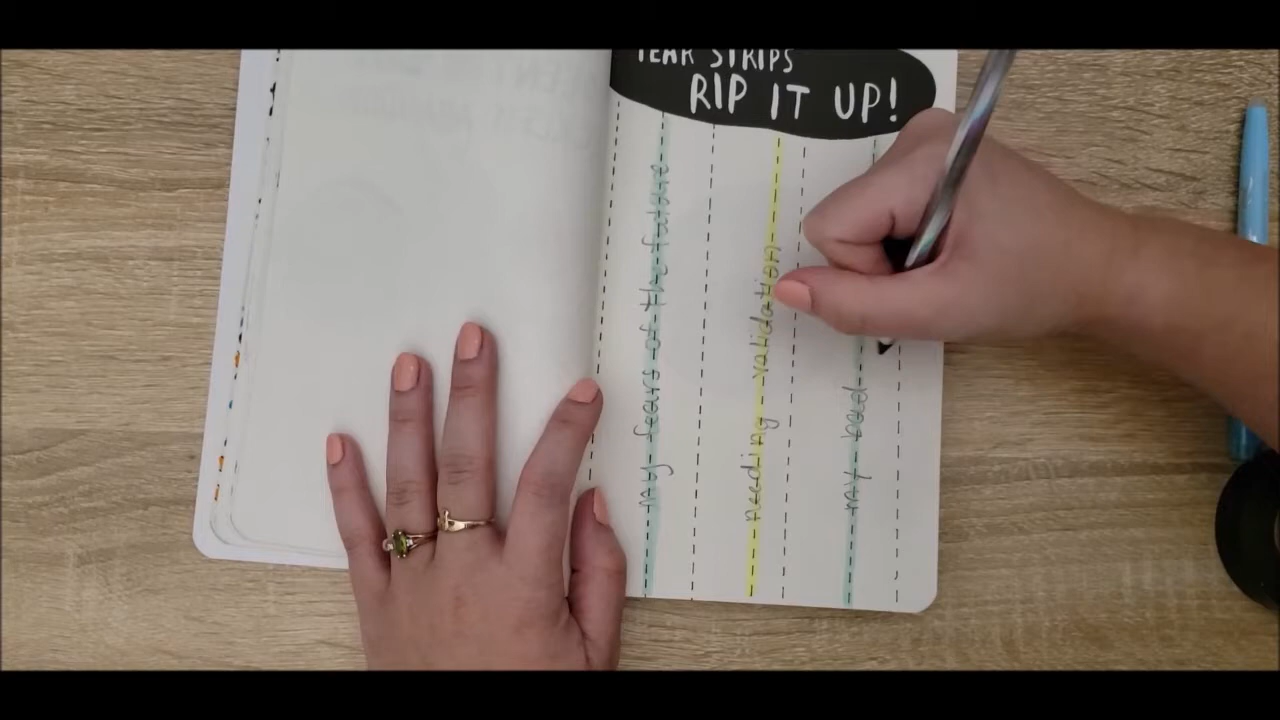 TEAR STRIPS
RIP IT UP!
my fears of the future
needing validation
my bad